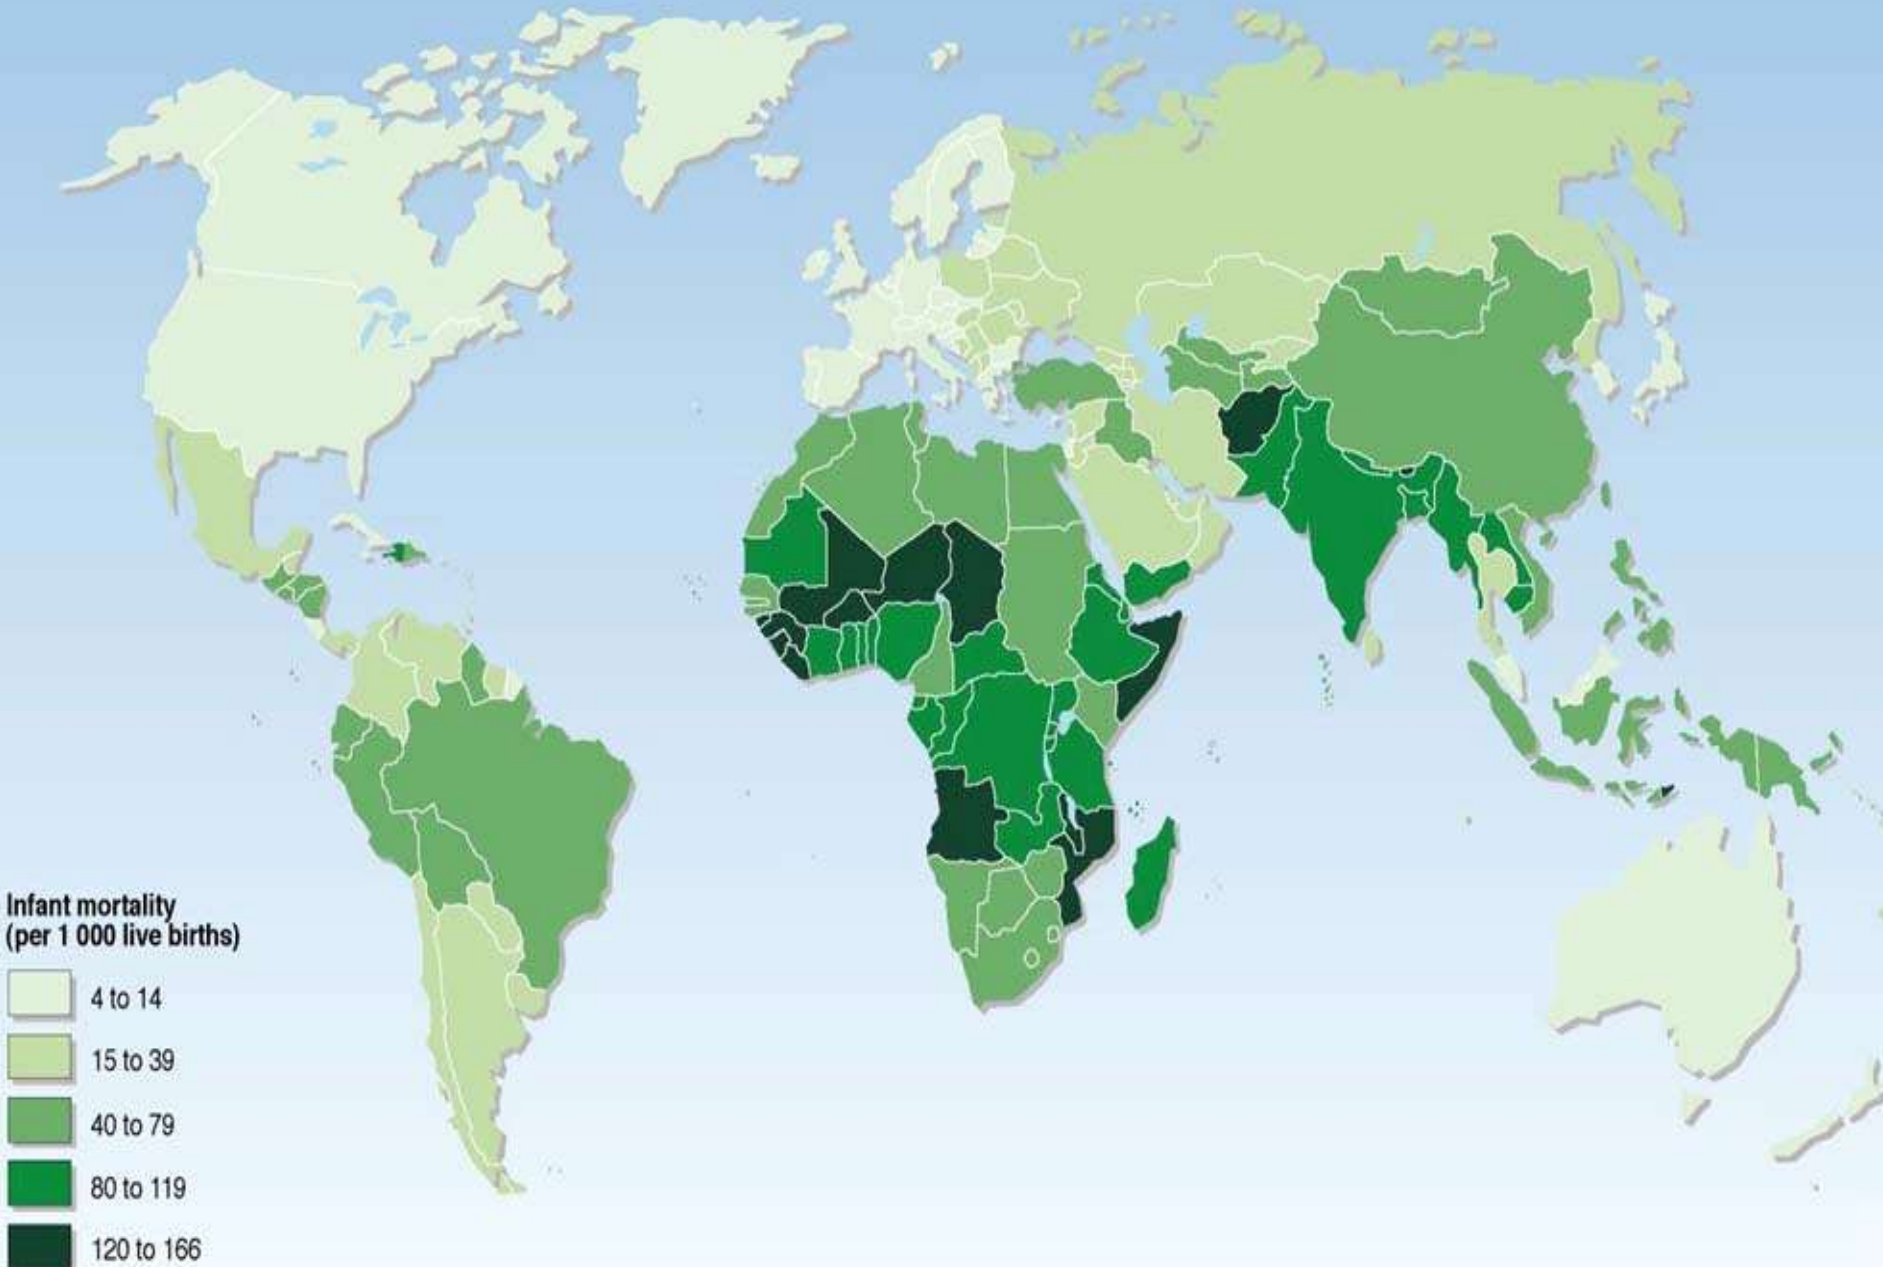 Infant mortality
(per 1 000 live births)
4 to 14
15 to 39
40 to 79
80 to 119
120 to 166